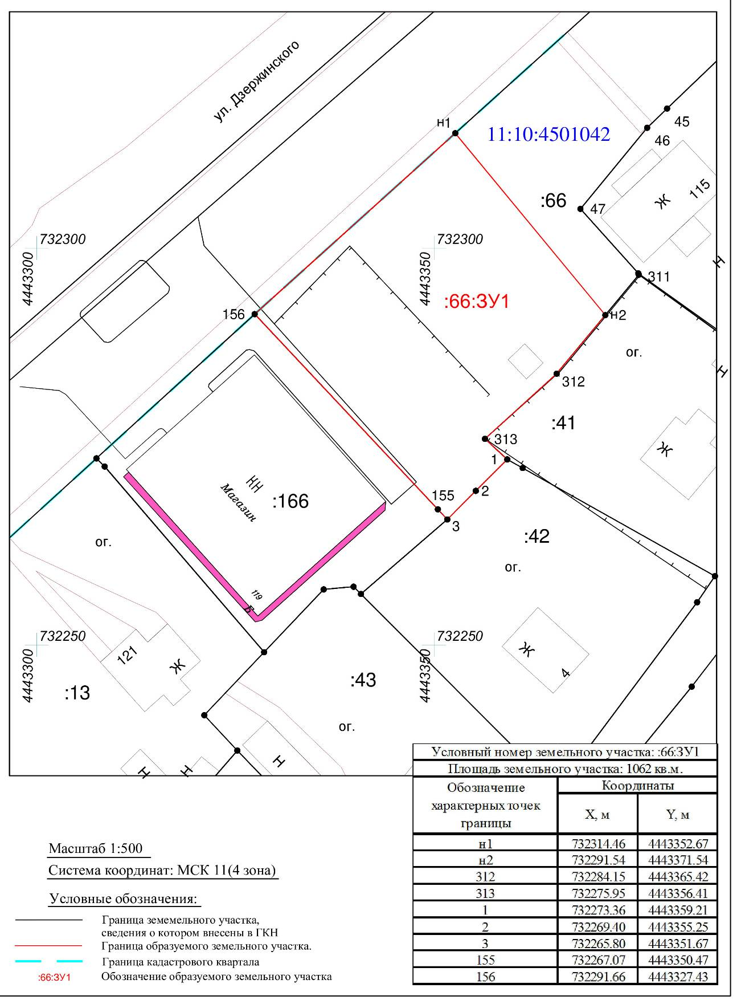 ул. Дзержинского
н1
11:10:4501042
45
46
115
Ж
:66
47
732300
4443300
732300
4443350
311
Н
:66:ЗУ1
156
н2
ог.
312
Н
:41
313
Ж
1
2
155
3
КН
Магазин
:166
:42
ог.
ог.
119
Б
732250
4443300
732250
4443350
121
Ж
Ж
4
:13
:43
ог.
Н
Н
Н
Условный номер земельного участка: :66:ЗУ1
Площадь земельного участка: 1062 кв.м.
Обозначение характерных точек границы
Координаты
X, м Y, м
н1 732314.46 4443352.67
н2 732291.54 4443371.54
312 732284.15 4443365.42
313 732275.95 4443356.41
1 732273.36 4443359.21
2 732269.40 4443355.25
3 732265.80 4443351.67
155 732267.07 4443350.47
156 732291.66 4443327.43
Масштаб 1:500
Система координат: МСК 11(4 зона)
Условные обозначения:
Границаземемельного участка,
сведения о котором внесены в ГКН
Граница образуемого земельного участка.
Граница кадастрового квартала
:66:ЗУ1 Обозначение образуемого земельного участка